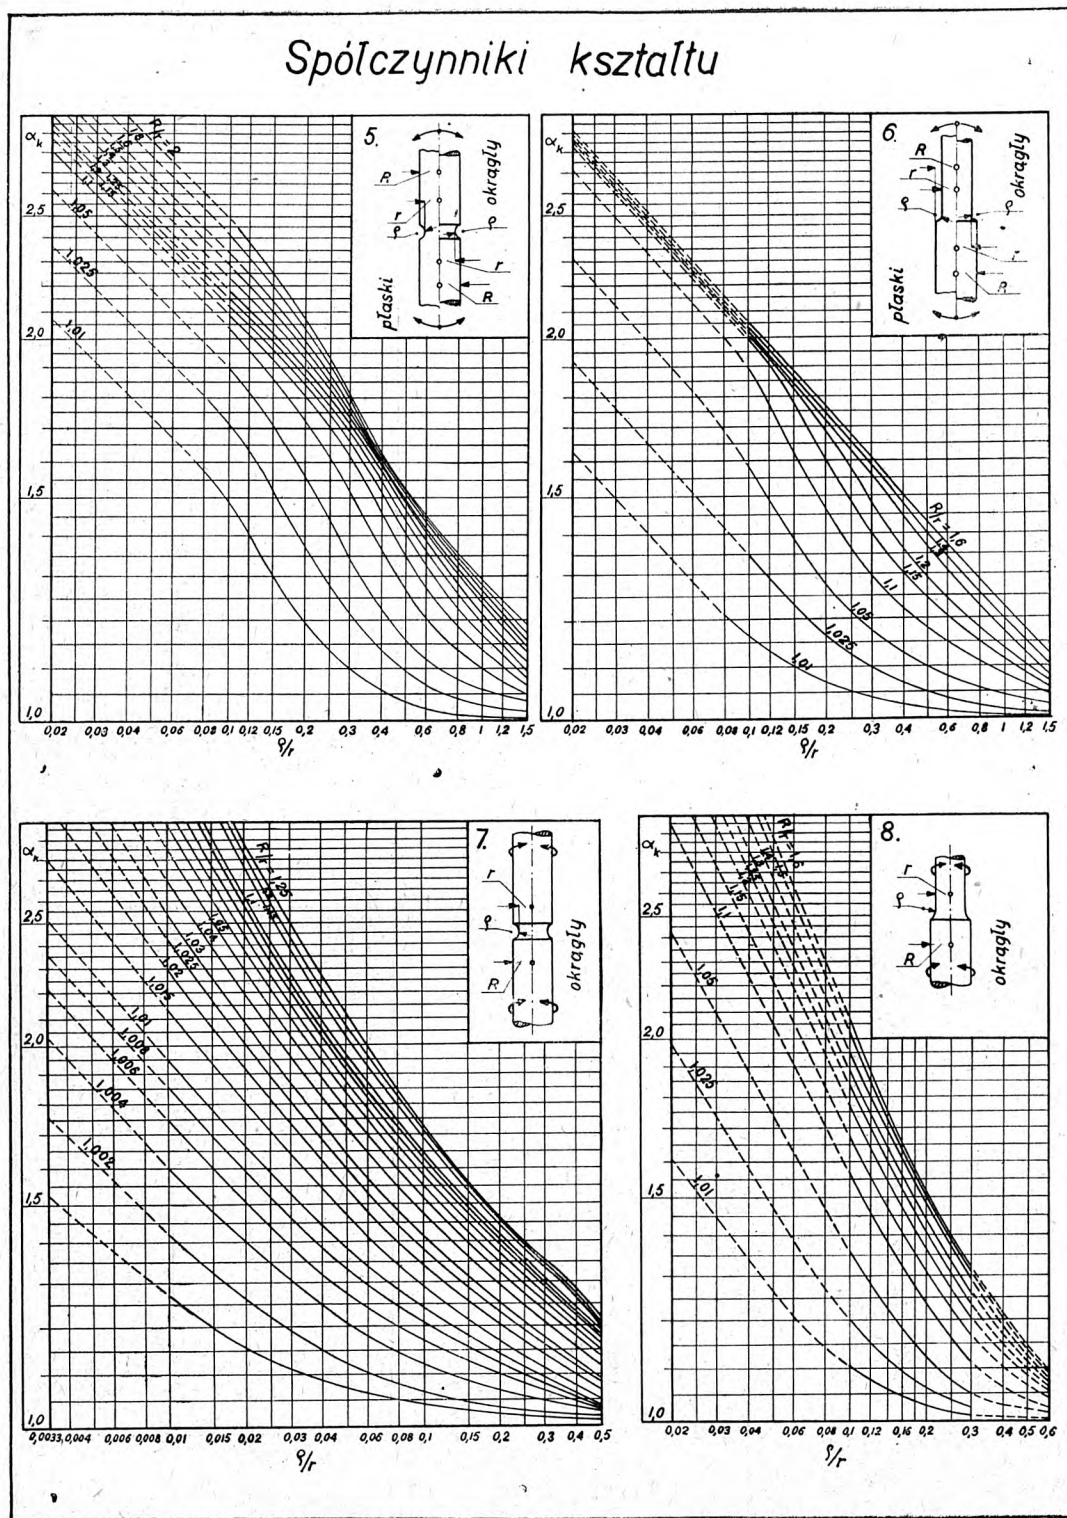 Spółczynniki kształtu
5.
αk
2,5
2,0
1,5
1,0
R/r = 2
1,8
1,05
1,025
1,01
okrągły
płaski
R
r
ρ
ρ
r
R
0,02 0,03 0,04 0,06 0,08 0,1 0,12 0,15 0,2 0,3 0,4 0,6 0,8 1 1,2 1,5
ρ/r
6.
αk
2,5
2,0
1,5
1,0
R/r = 1,6
1,2
1,15
1,1
1,05
1,025
1,01
okrągły
płaski
R
r
ρ
ρ
r
R
0,02 0,03 0,04 0,06 0,08 0,1 0,12 0,15 0,2 0,3 0,4 0,6 0,8 1 1,2 1,5
ρ/r
7.
αk
2,5
2,0
1,5
1,0
R/r = 1,25
1,1
1,05
1,04
1,03
1,025
1,02
1,015
1,01
1,008
1,006
1,004
1,002
r
ρ
R
okrągły
0,0033 0,004 0,006 0,008 0,01 0,015 0,02 0,03 0,04 0,06 0,08 0,1 0,15 0,2 0,3 0,4 0,5
ρ/r
8.
αk
2,5
2,0
1,5
1,0
R/r = 1,6
1,15
1,1
1,05
1,025
1,01
r
ρ
R
okrągły
0,02 0,03 0,04 0,06 0,08 0,1 0,12 0,16 0,2 0,3 0,4 0,5 0,6
ρ/r